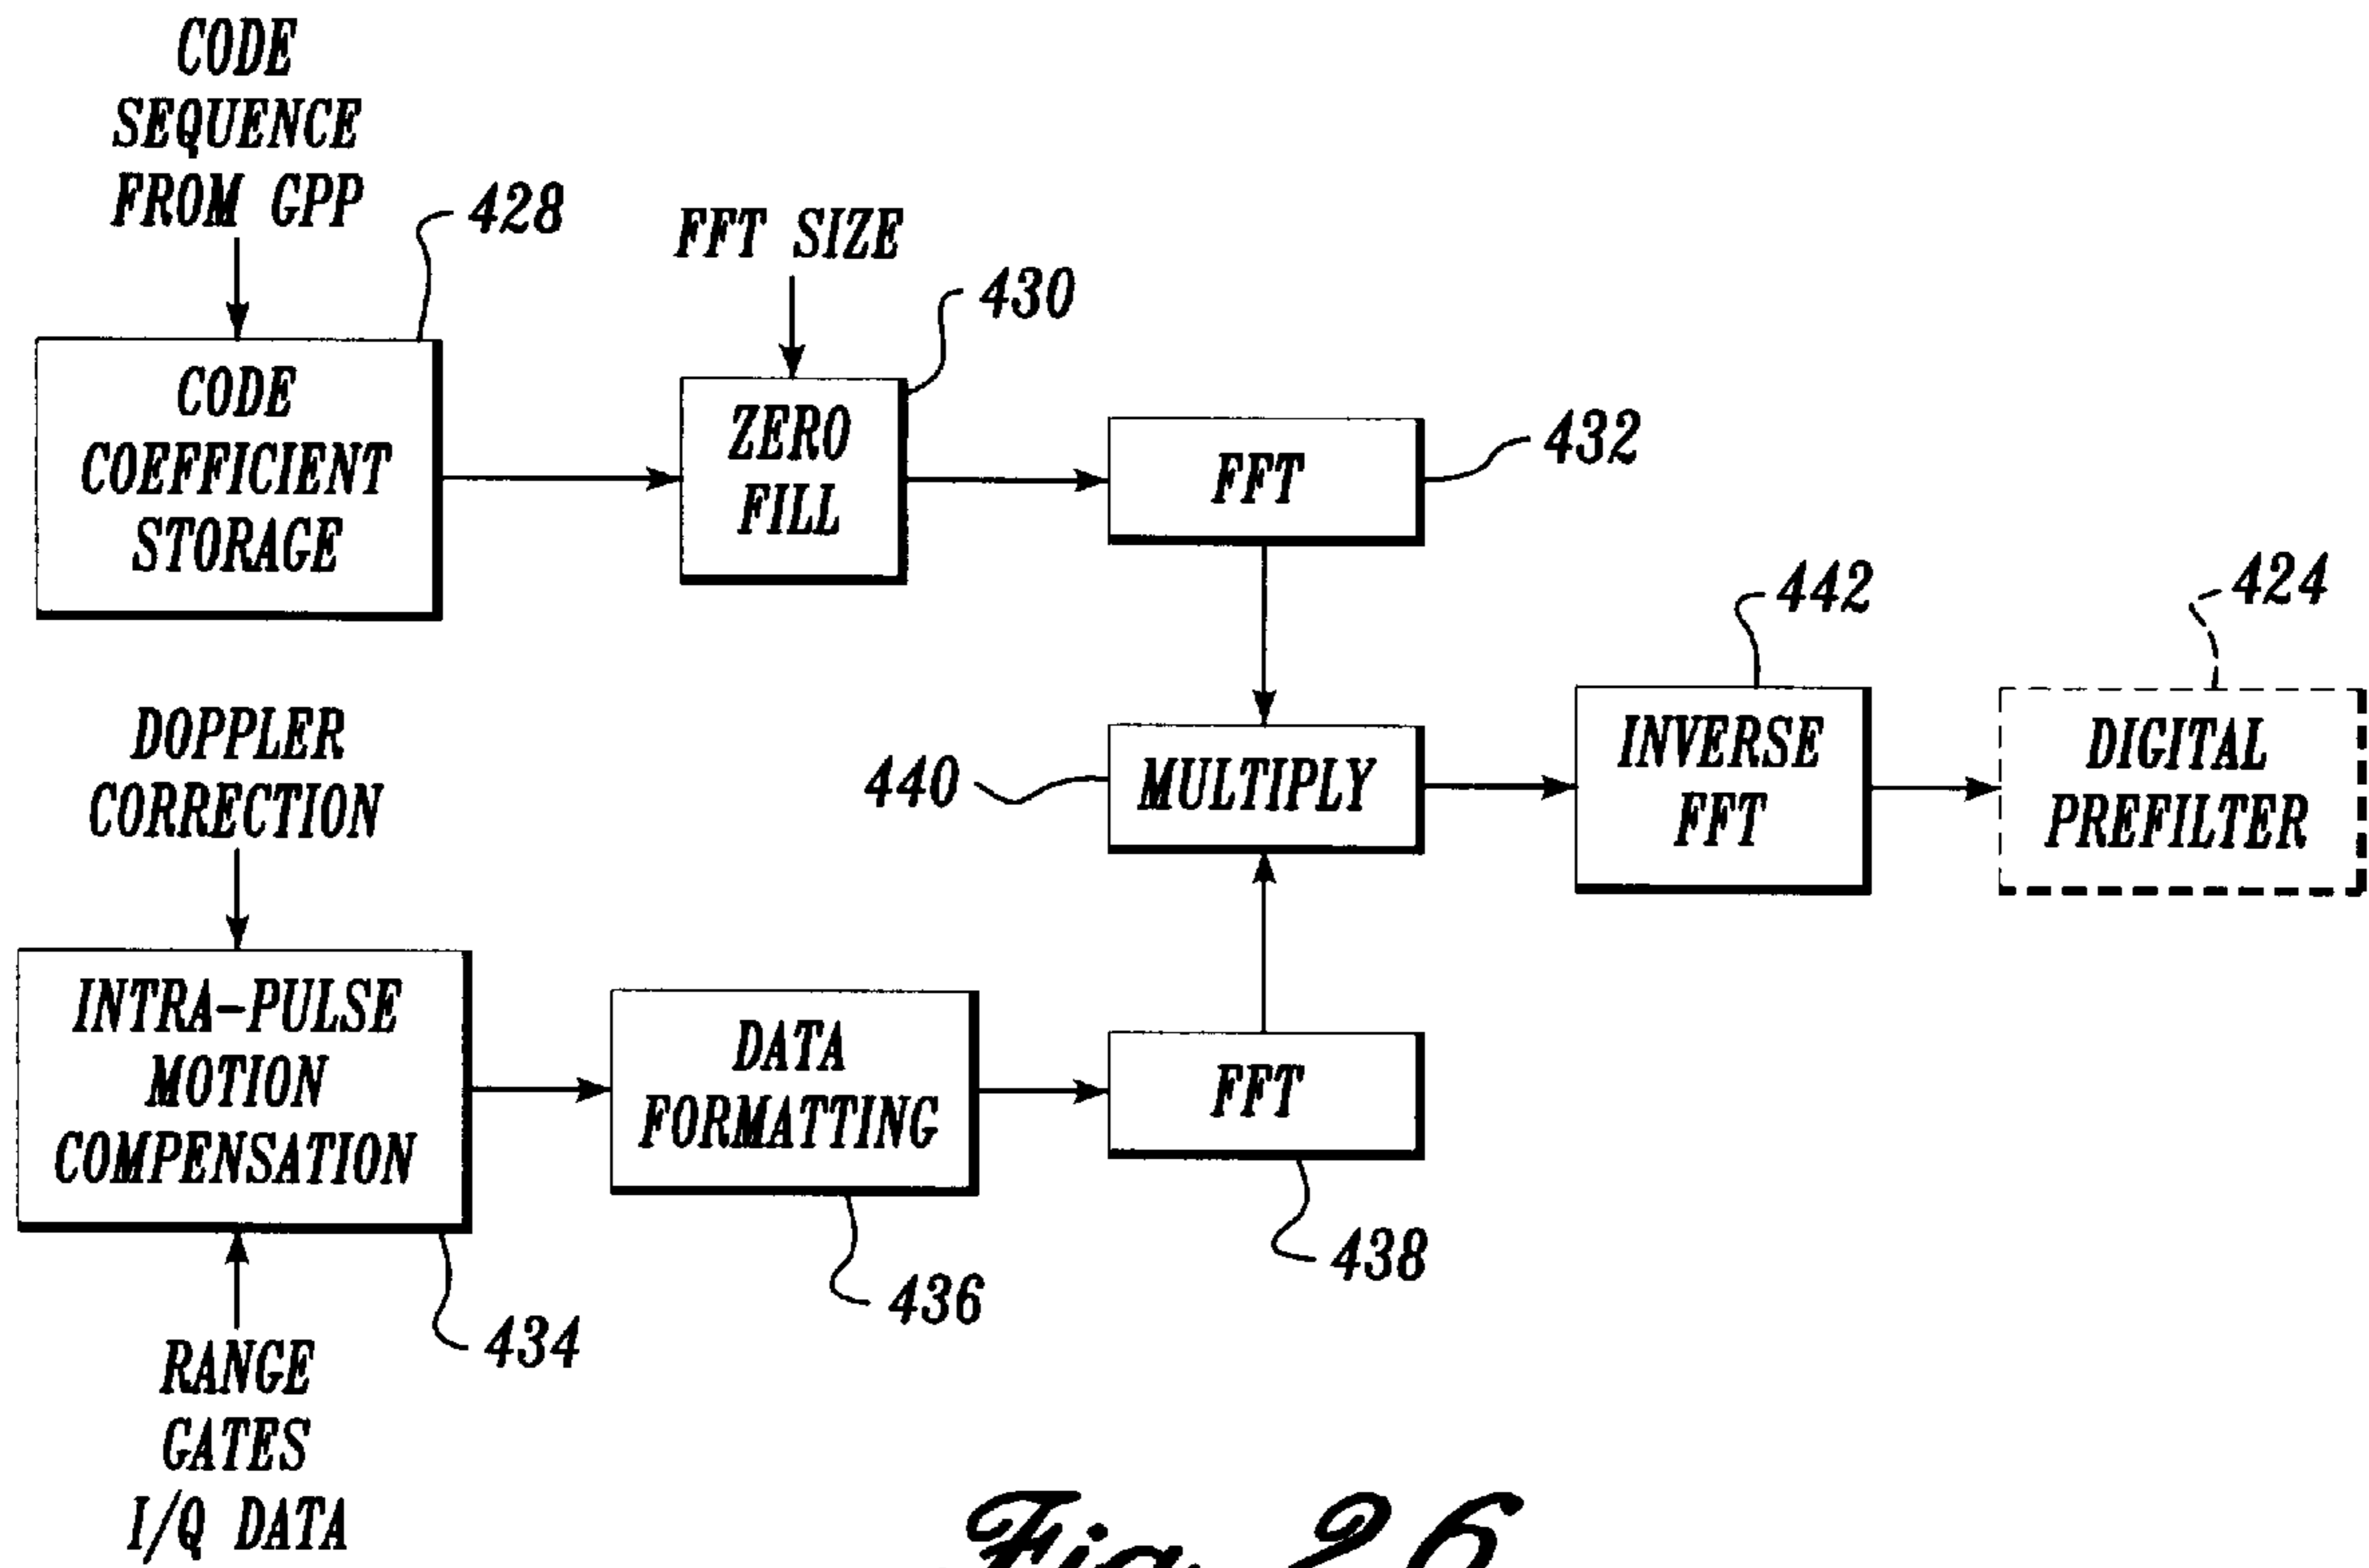 CODE
SEQUENCE
FROM GPP
428
FFT SIZE
430
CODE
COEFFICIENT
STORAGE
ZERO
FILL
FFT
432
442
424
DOPPLER
CORRECTION
440
MULTIPLY
INVERSE
FFT
DIGITAL
PREFILTER
INTRA-PULSE
MOTION
COMPENSATION
DATA
FORMATTING
FFT
438
436
434
RANGE
GATES
I/Q DATA
Fig. 26